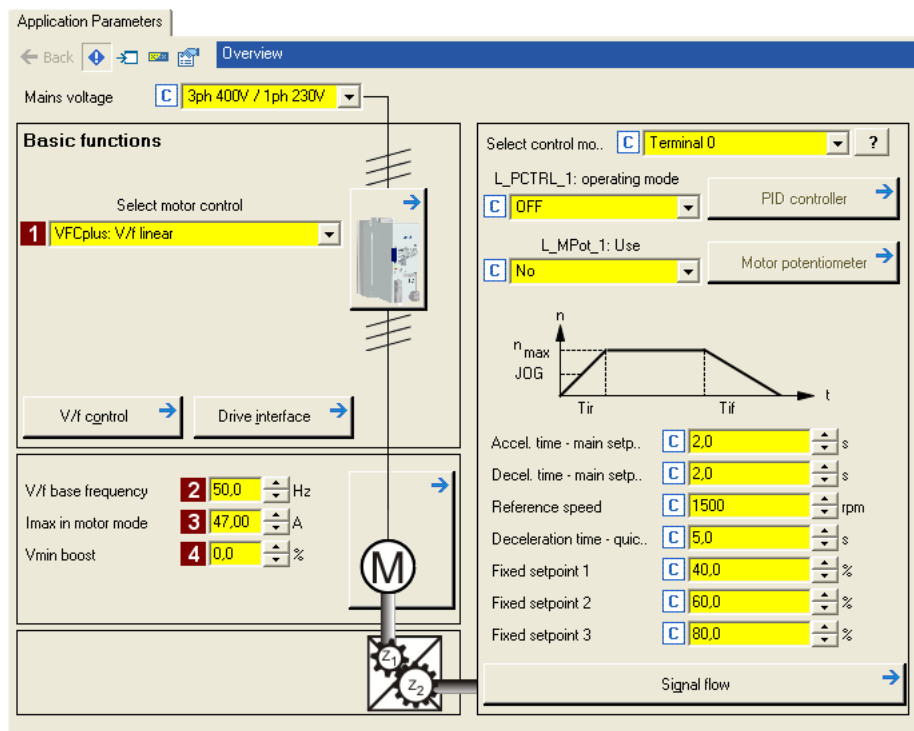 Application Parameters
Back
Overview
Mains voltage C 3ph 400V / 1ph 230V
Basic functions
Select motor control
1 VFCplus: V/f linear
V/f control
Drive interface
V/f base frequency 2 50,0 Hz
Imax in motor mode 3 47,00 A
Vmin boost 4 0,0 %
M
Z1
Z2
Select control mo.. C Terminal 0 ?
L_PCTRL_1: operating mode
C OFF PID controller
L_MPot_1: Use
C No Motor potentiometer
n
n max
JOG
t
Tir Tif
Accel. time - main setp.. C 2,0 s
Decel. time - main setp.. C 2,0 s
Reference speed C 1500 rpm
Deceleration time - quic.. C 5,0 s
Fixed setpoint 1 C 40,0 %
Fixed setpoint 2 C 60,0 %
Fixed setpoint 3 C 80,0 %
Signal flow